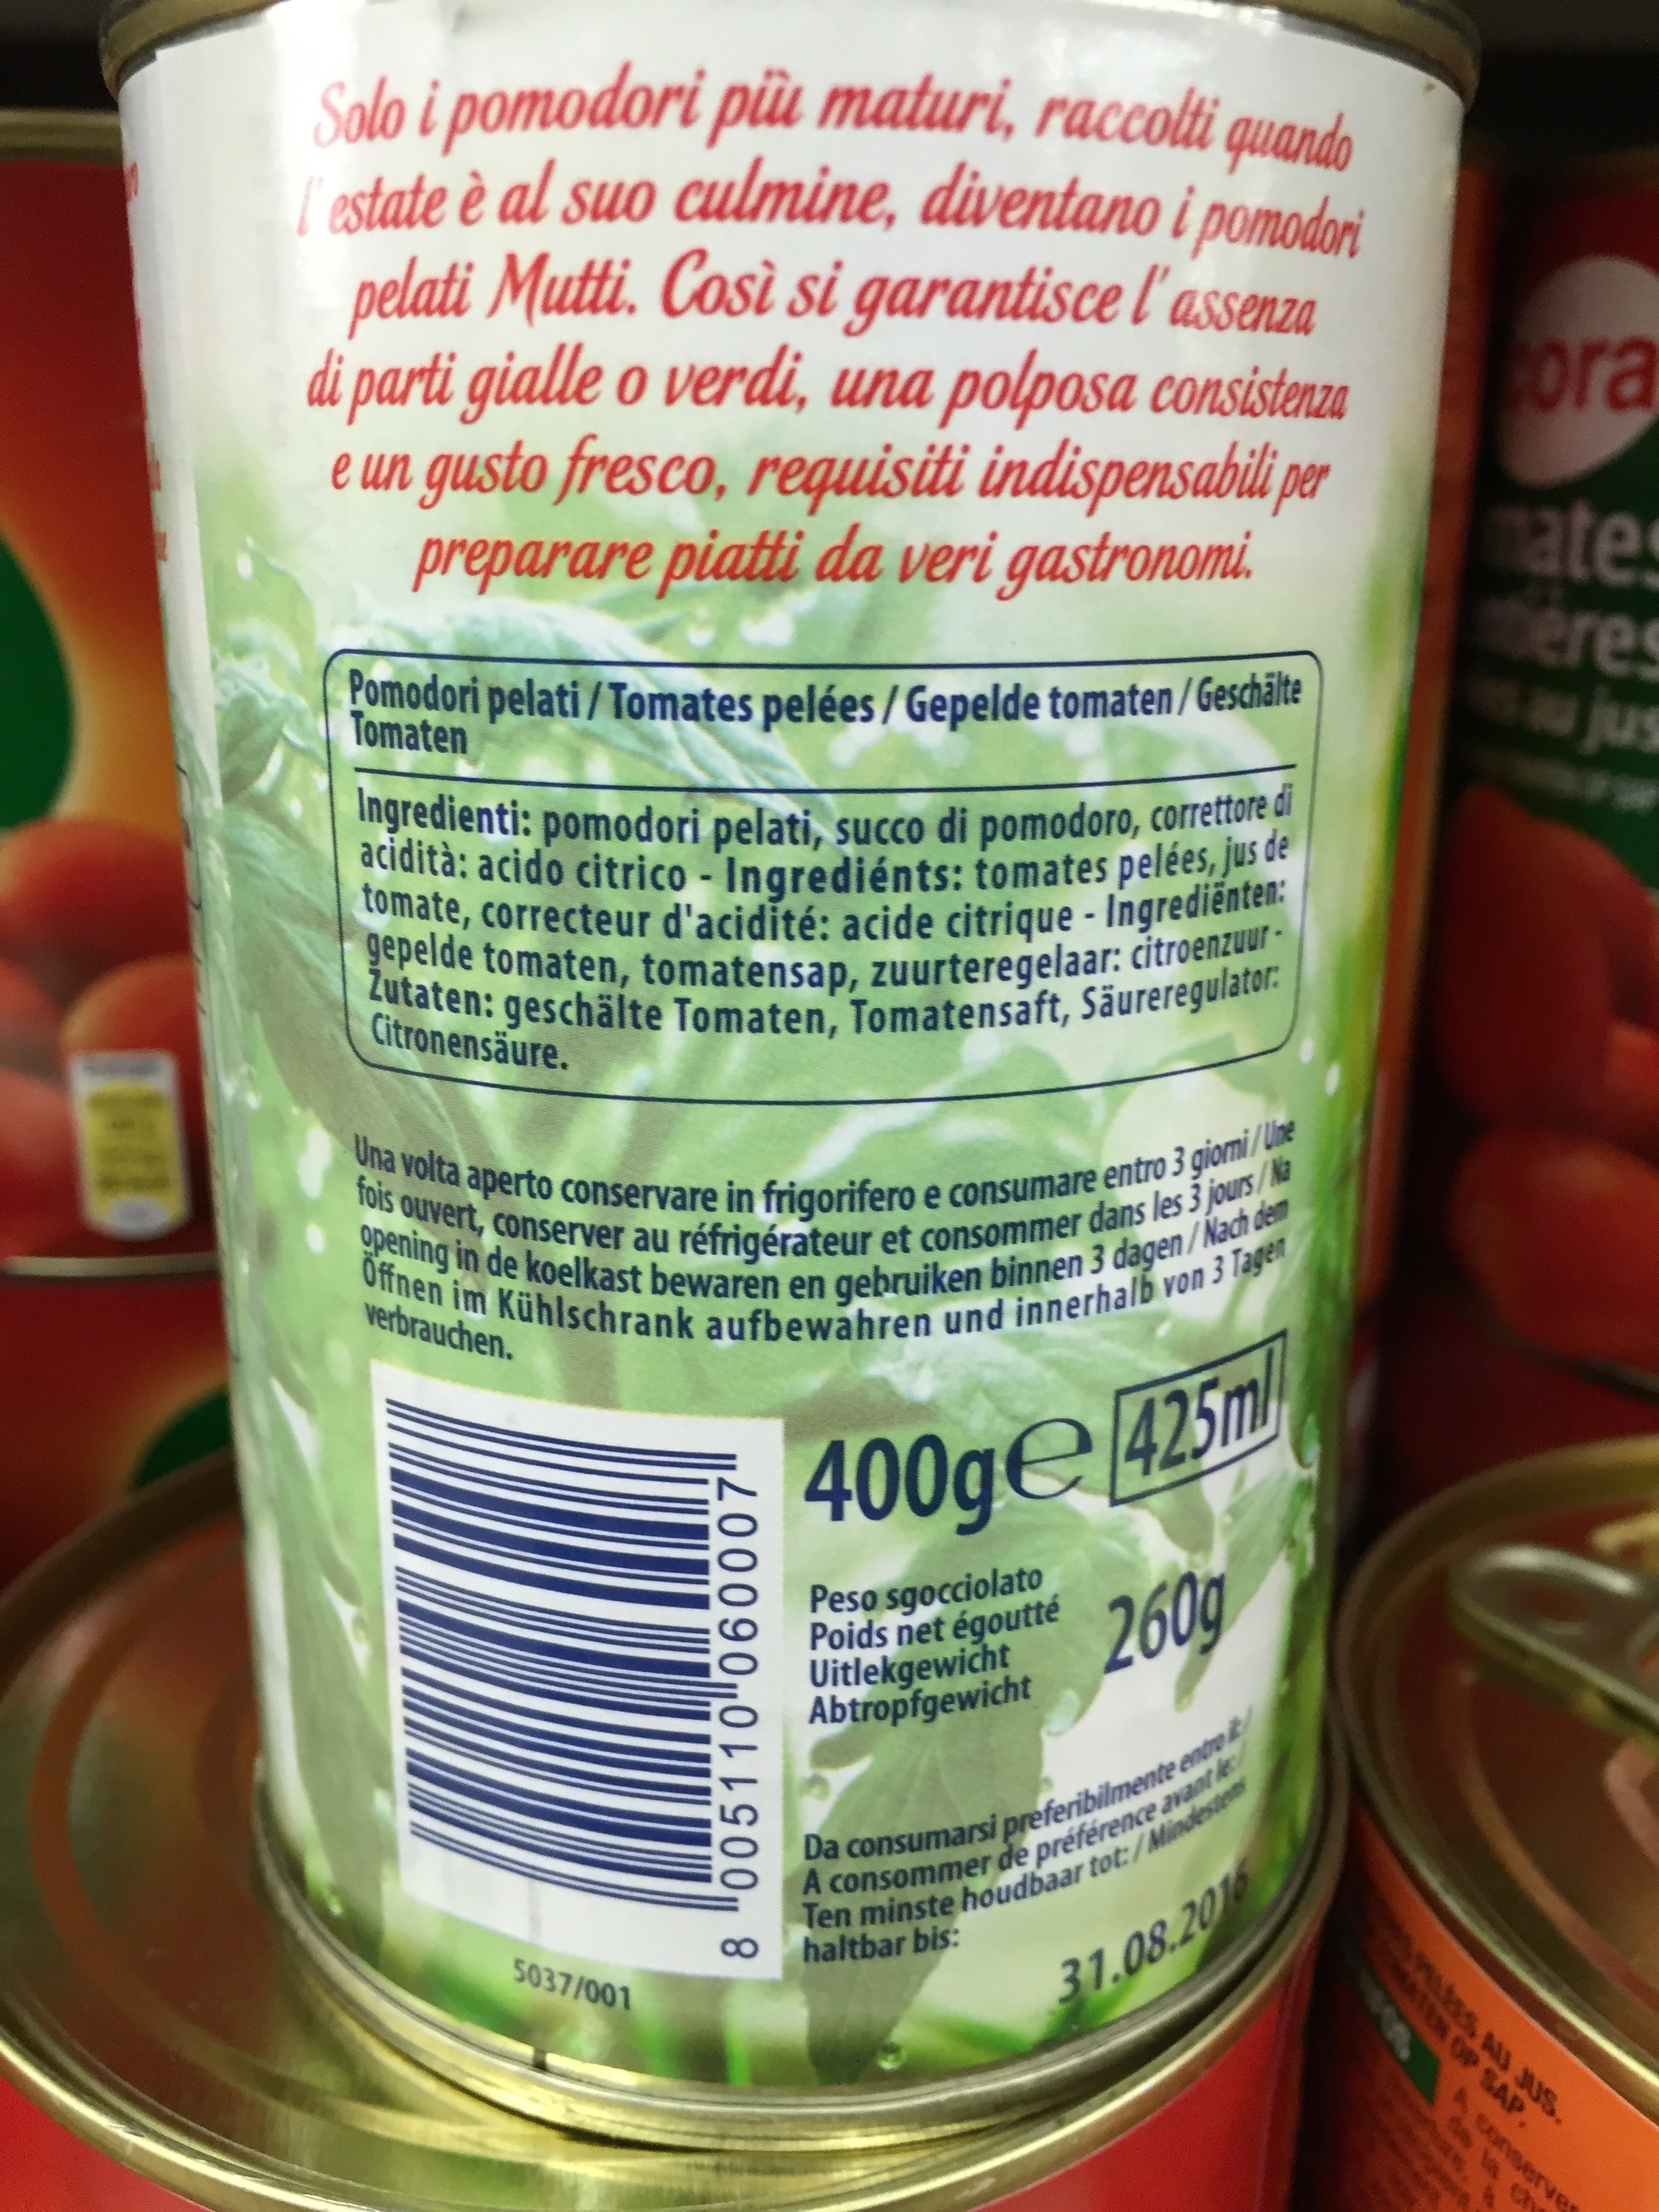 Solo i pomodori più maturi, raccolti quando
l'estate è al suo culmine, diventano i pomodori
pelati Mutti. Così si garantisce l'assenza
di parti gialle o verdi, una polposa consistenza
e un gusto fresco, requisiti indispensabili per
preparare piatti da veri gastronomi.
Pomodori pelati / Tomates pelées / Gepelde tomaten / Geschälte
Tomaten
Ingredienti: pomodori pelati, succo di pomodoro, correttore di
acidità: acido citrico - Ingrediénts: tomates pelées, jus de
tomate, correcteur d'acidité: acide citrique - Ingrediënten:
gepelde tomaten, tomatensap, zuurteregelaar: citroenzuur -
Zutaten: geschälte Tomaten, Tomatensaft, Säureregulator:
Citronensäure.
Una volta aperto conservare in frigorifero e consumare entro 3 giorni / Une
fois ouvert, conserver au réfrigérateur et consommer dans les 3 jours / Na
opening in de koelkast bewaren en gebruiken binnen 3 dagen / Nach dem
Öffnen im Kühlschrank aufbewahren und innerhalb von 3 Tagen
verbrauchen.
400g e 425ml
Peso sgocciolato
Poids net égoutté
Uitlekgewicht
Abtropfgewicht
260g
Da consumarsi preferibilmente entro il: /
A consommer de préférence avant le: /
Ten minste houdbaar tot: / Mindestens
haltbar bis:
31.08.2016
8 005110 060007
5037/001
cora
au jus
PELÉES AU JUS.
OP SAP.